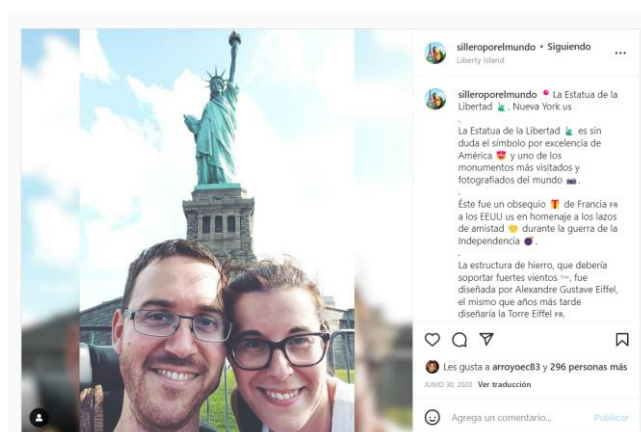 silleroporelmundo • Siguiendo
Liberty Island
silleroporelmundo 📍 La Estatua de la
Libertad 🗽 , Nueva York us
.
La Estatua de la Libertad 🗽 es sin
duda el símbolo por excelencia de
América 😍 y uno de los
monumentos más visitados y
fotografiados del mundo 📷 .
.
Éste fue un obsequio 🎁 de Francia FR
a los EEUU us en homenaje a los lazos
de amistad 💛 durante la guerra de la
Independencia 💣 .
.
La estructura de hierro, que debería
soportar fuertes vientos 〰, fue
diseñada por Alexandre Gustave Eiffel,
el mismo que años más tarde
diseñaría la Torre Eiffel FR.
Les gusta a arroyoec83 y 296 personas más
JUNIO 30, 2020 Ver traducción
Agrega un comentario... Publicar